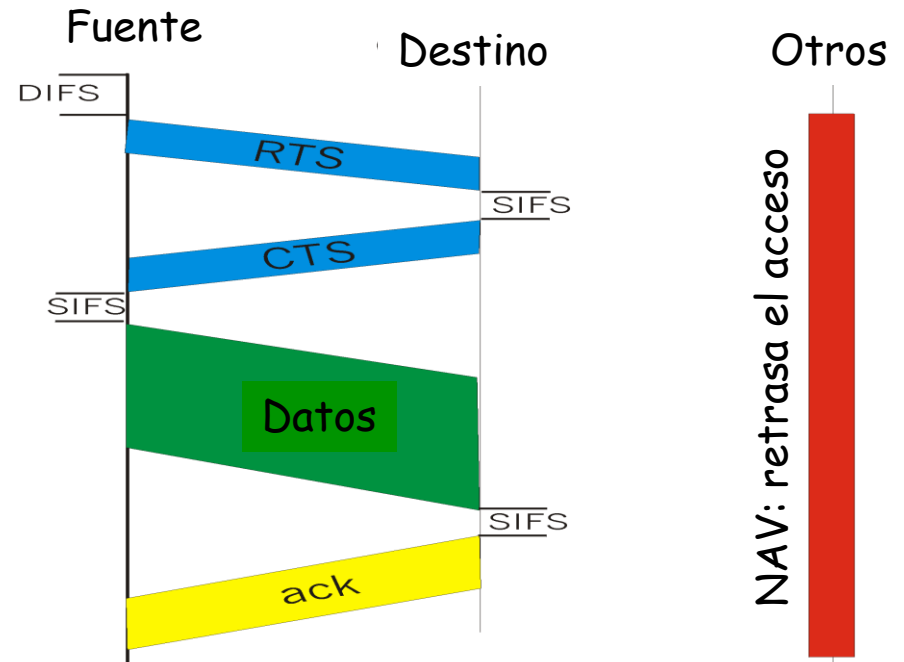 Fuente
Destino
Otros
DIFS
RTS
SIFS
CTS
SIFS
Datos
SIFS
ack
NAV: retrasa el acceso